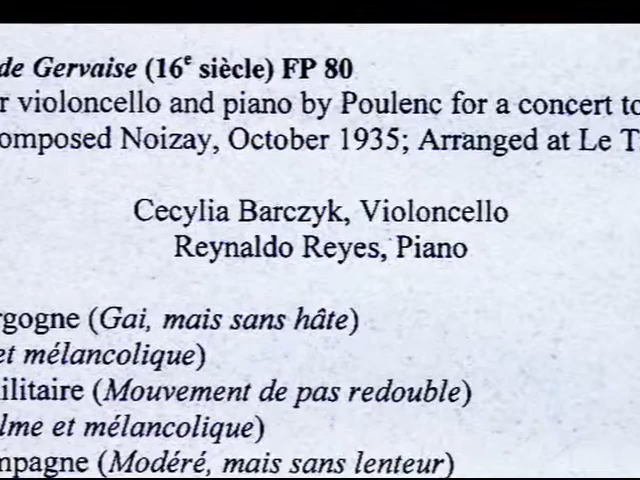 de Gervaise (16e siècle) FP 80
r violoncello and piano by Poulenc for a concert to
omposed Noizay, October 1935; Arranged at Le T
Cecylia Barczyk, Violoncello
Reynaldo Reyes, Piano
rgogne (Gai, mais sans hâte)
et mélancolique)
ilitaire (Mouvement de pas redouble)
lme et mélancolique)
mpagne (Modéré, mais sans lenteur)